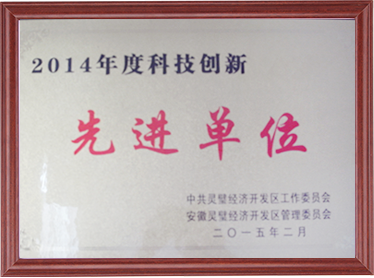 2014年度科技创新
先进单位
中共灵璧经济开发区工作委员会
安徽灵璧经济开发区管理委员会
二〇一五年二月